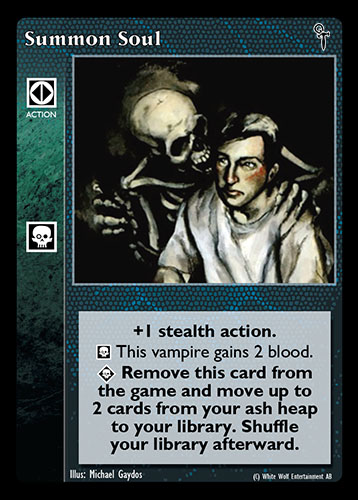 Summon Soul
ACTION
+1 stealth action.
This vampire gains 2 blood.
Remove this card from
the game and move up to
2 cards from your ash heap
to your library. Shuffle
your library afterward.
Illus: Michael Gaydos
(C) White Wolf Entertainment AB